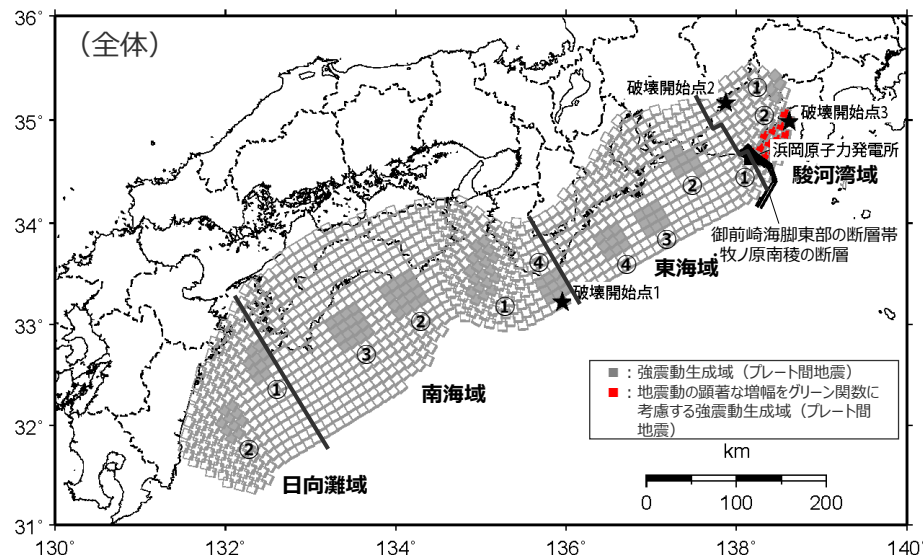 (全体)
36°
35°
34°
33°
32°
31°
130°
132°
134°
136°
138°
140°
破壊開始点2
①
②
破壊開始点3
浜岡原子力発電所
①
駿河湾域
②
御前崎海脚東部の断層帯
・牧ノ原南稜の断層
③
④
東海域
④
破壊開始点1
①
②
③
南海域
①
②
日向灘域
■:強震動生成域(プレート間地震)
■:地震動の顕著な増幅をグリーン関数に
考慮する強震動生成域(プレート間
地震)
km
0 100 200